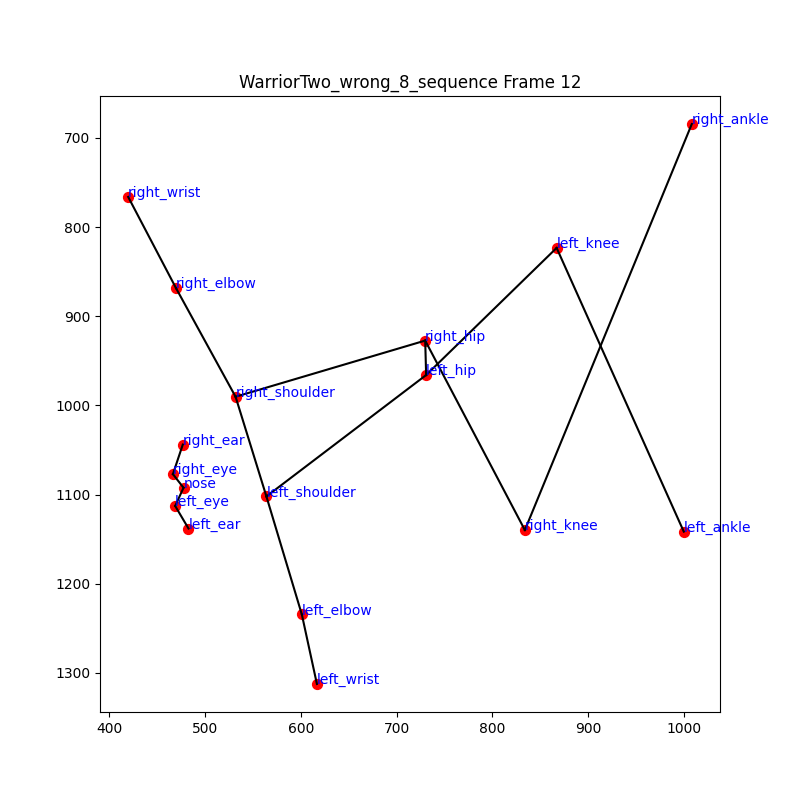 WarriorTwo_wrong_8_sequence Frame 12
right_ankle
700
right_wrist
800
left_knee
right_elbow
900
right_hip
left_hip
right_shoulder
1000
right_ear
right_eye
nose
left_shoulder
1100
left_eye
left_ear
right_knee
left_ankle
1200
left_elbow
1300
left_wrist
400 500 600 700 800 900 1000